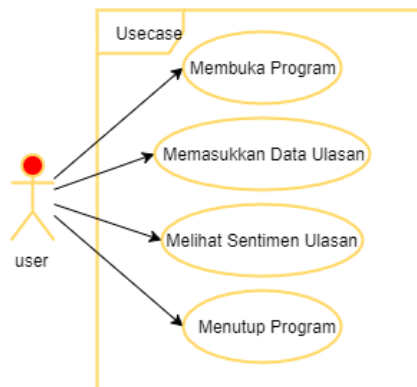 Usecase
Membuka Program
Memasukkan Data Ulasan
Melihat Sentimen Ulasan
user
Menutup Program